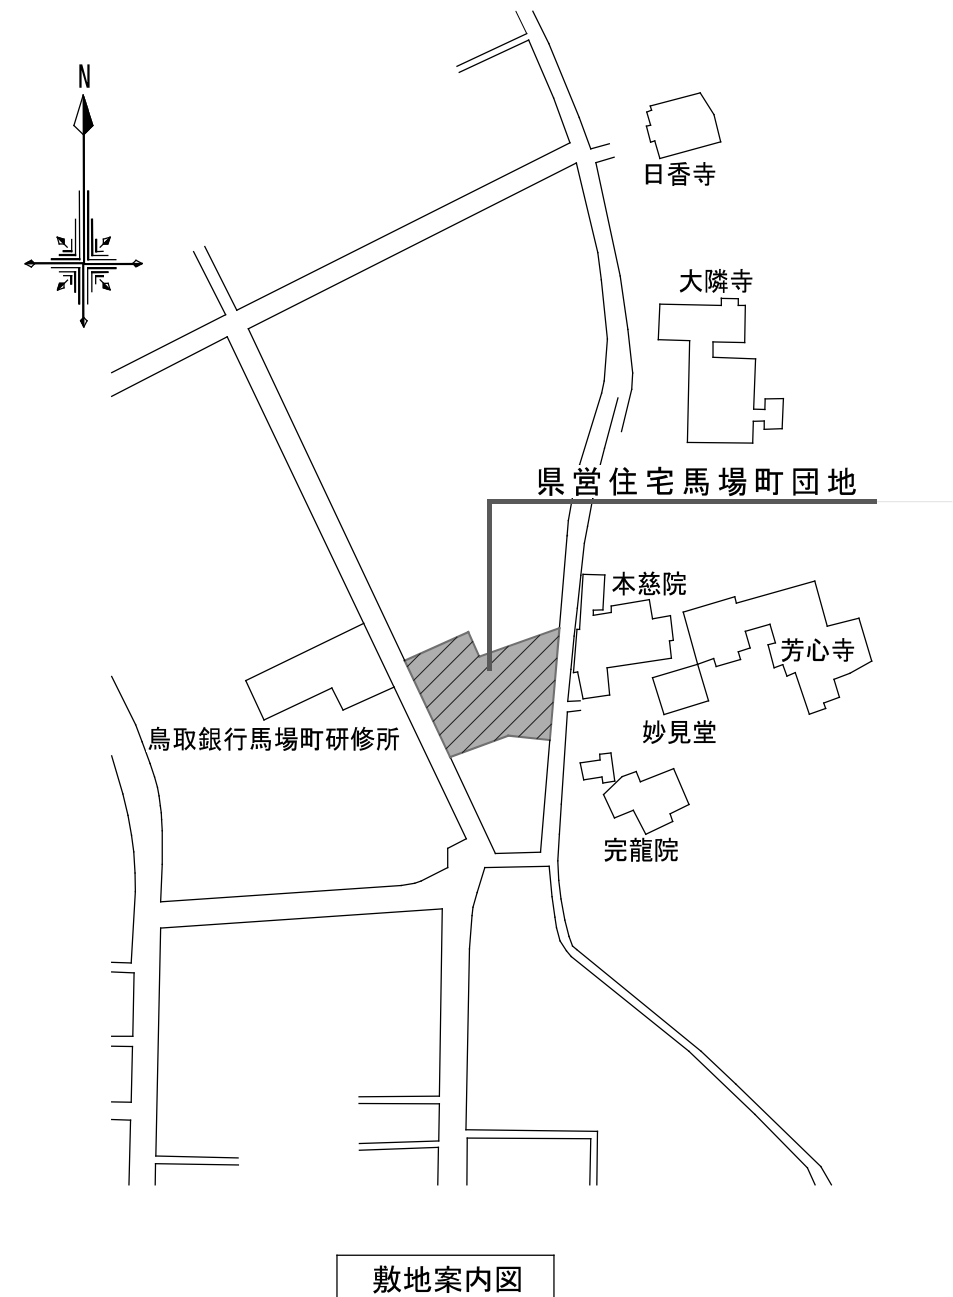 N
日香寺
大隣寺
県営住宅馬場町団地
本慈院
芳心寺
妙見堂
鳥取銀行馬場町研修所
完龍院
敷地案内図